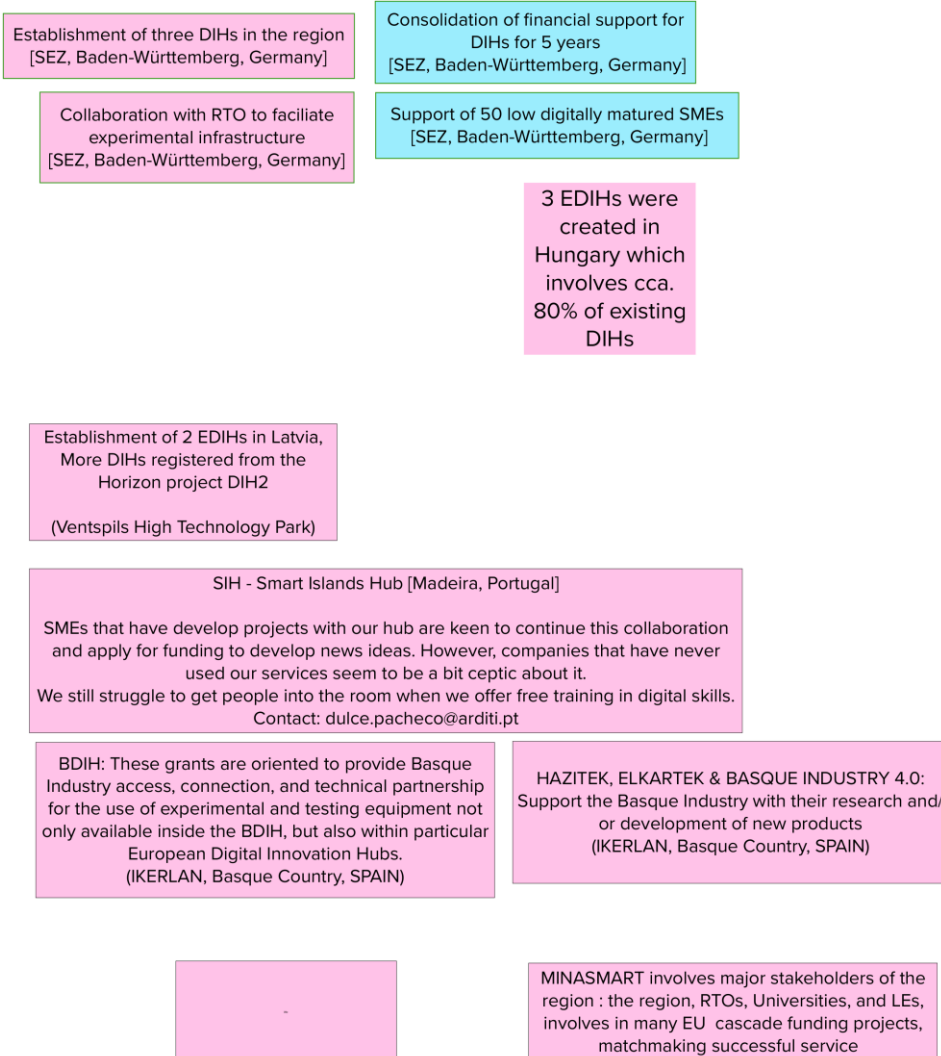 Establishment of three DIHs in the region
[SEZ, Baden-Württemberg, Germany]
Consolidation of financial support for
DIHs for 5 years
[SEZ, Baden-Württemberg, Germany]
Collaboration with RTO to faciliate
experimental infrastructure
[SEZ, Baden-Württemberg, Germany]
Support of 50 low digitally matured SMEs
[SEZ, Baden-Württemberg, Germany]
3 EDIHs were
created in
Hungary which
involves cca.
80% of existing
DIHs
Establishment of 2 EDIHs in Latvia,
More DIHs registered from the
Horizon project DIH2
(Ventspils High Technology Park)
SIH - Smart Islands Hub [Madeira, Portugal]
SMEs that have develop projects with our hub are keen to continue this collaboration
and apply for funding to develop news ideas. However, companies that have never
used our services seem to be a bit ceptic about it.
We still struggle to get people into the room when we offer free training in digital skills.
Contact: dulce.pacheco@arditi.pt
BDIH: These grants are oriented to provide Basque
Industry access, connection, and technical partnership
for the use of experimental and testing equipment not
only available inside the BDIH, but also within particular
European Digital Innovation Hubs.
(IKERLAN, Basque Country, SPAIN)
HAZITEK, ELKARTEK & BASQUE INDUSTRY 4.0:
Support the Basque Industry with their research and/
or development of new products
(IKERLAN, Basque Country, SPAIN)
-
MINASMART involves major stakeholders of the
region : the region, RTOs, Universities, and LEs,
involves in many EU cascade funding projects,
matchmaking successful service